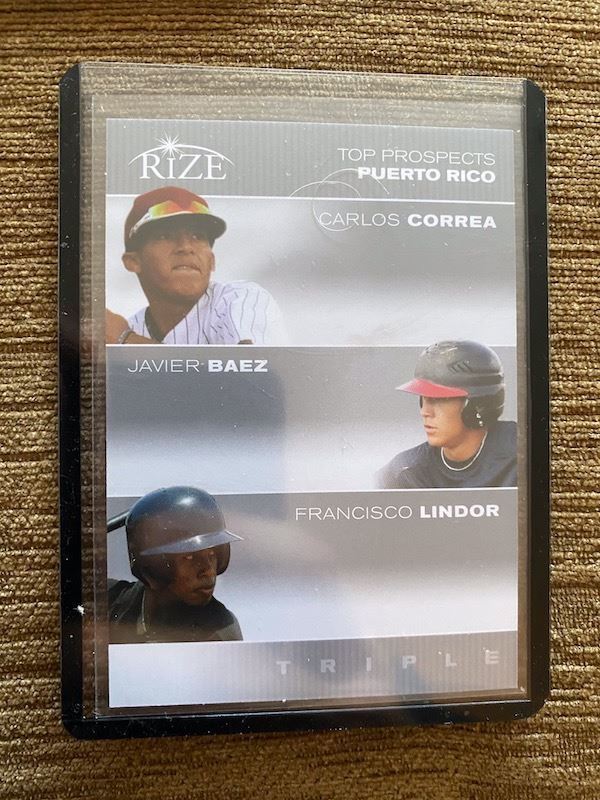 RIZE
TOP PROSPECTS
PUERTO RICO
CARLOS CORREA
JAVIER BAEZ
FRANCISCO LINDOR
TRIPLE